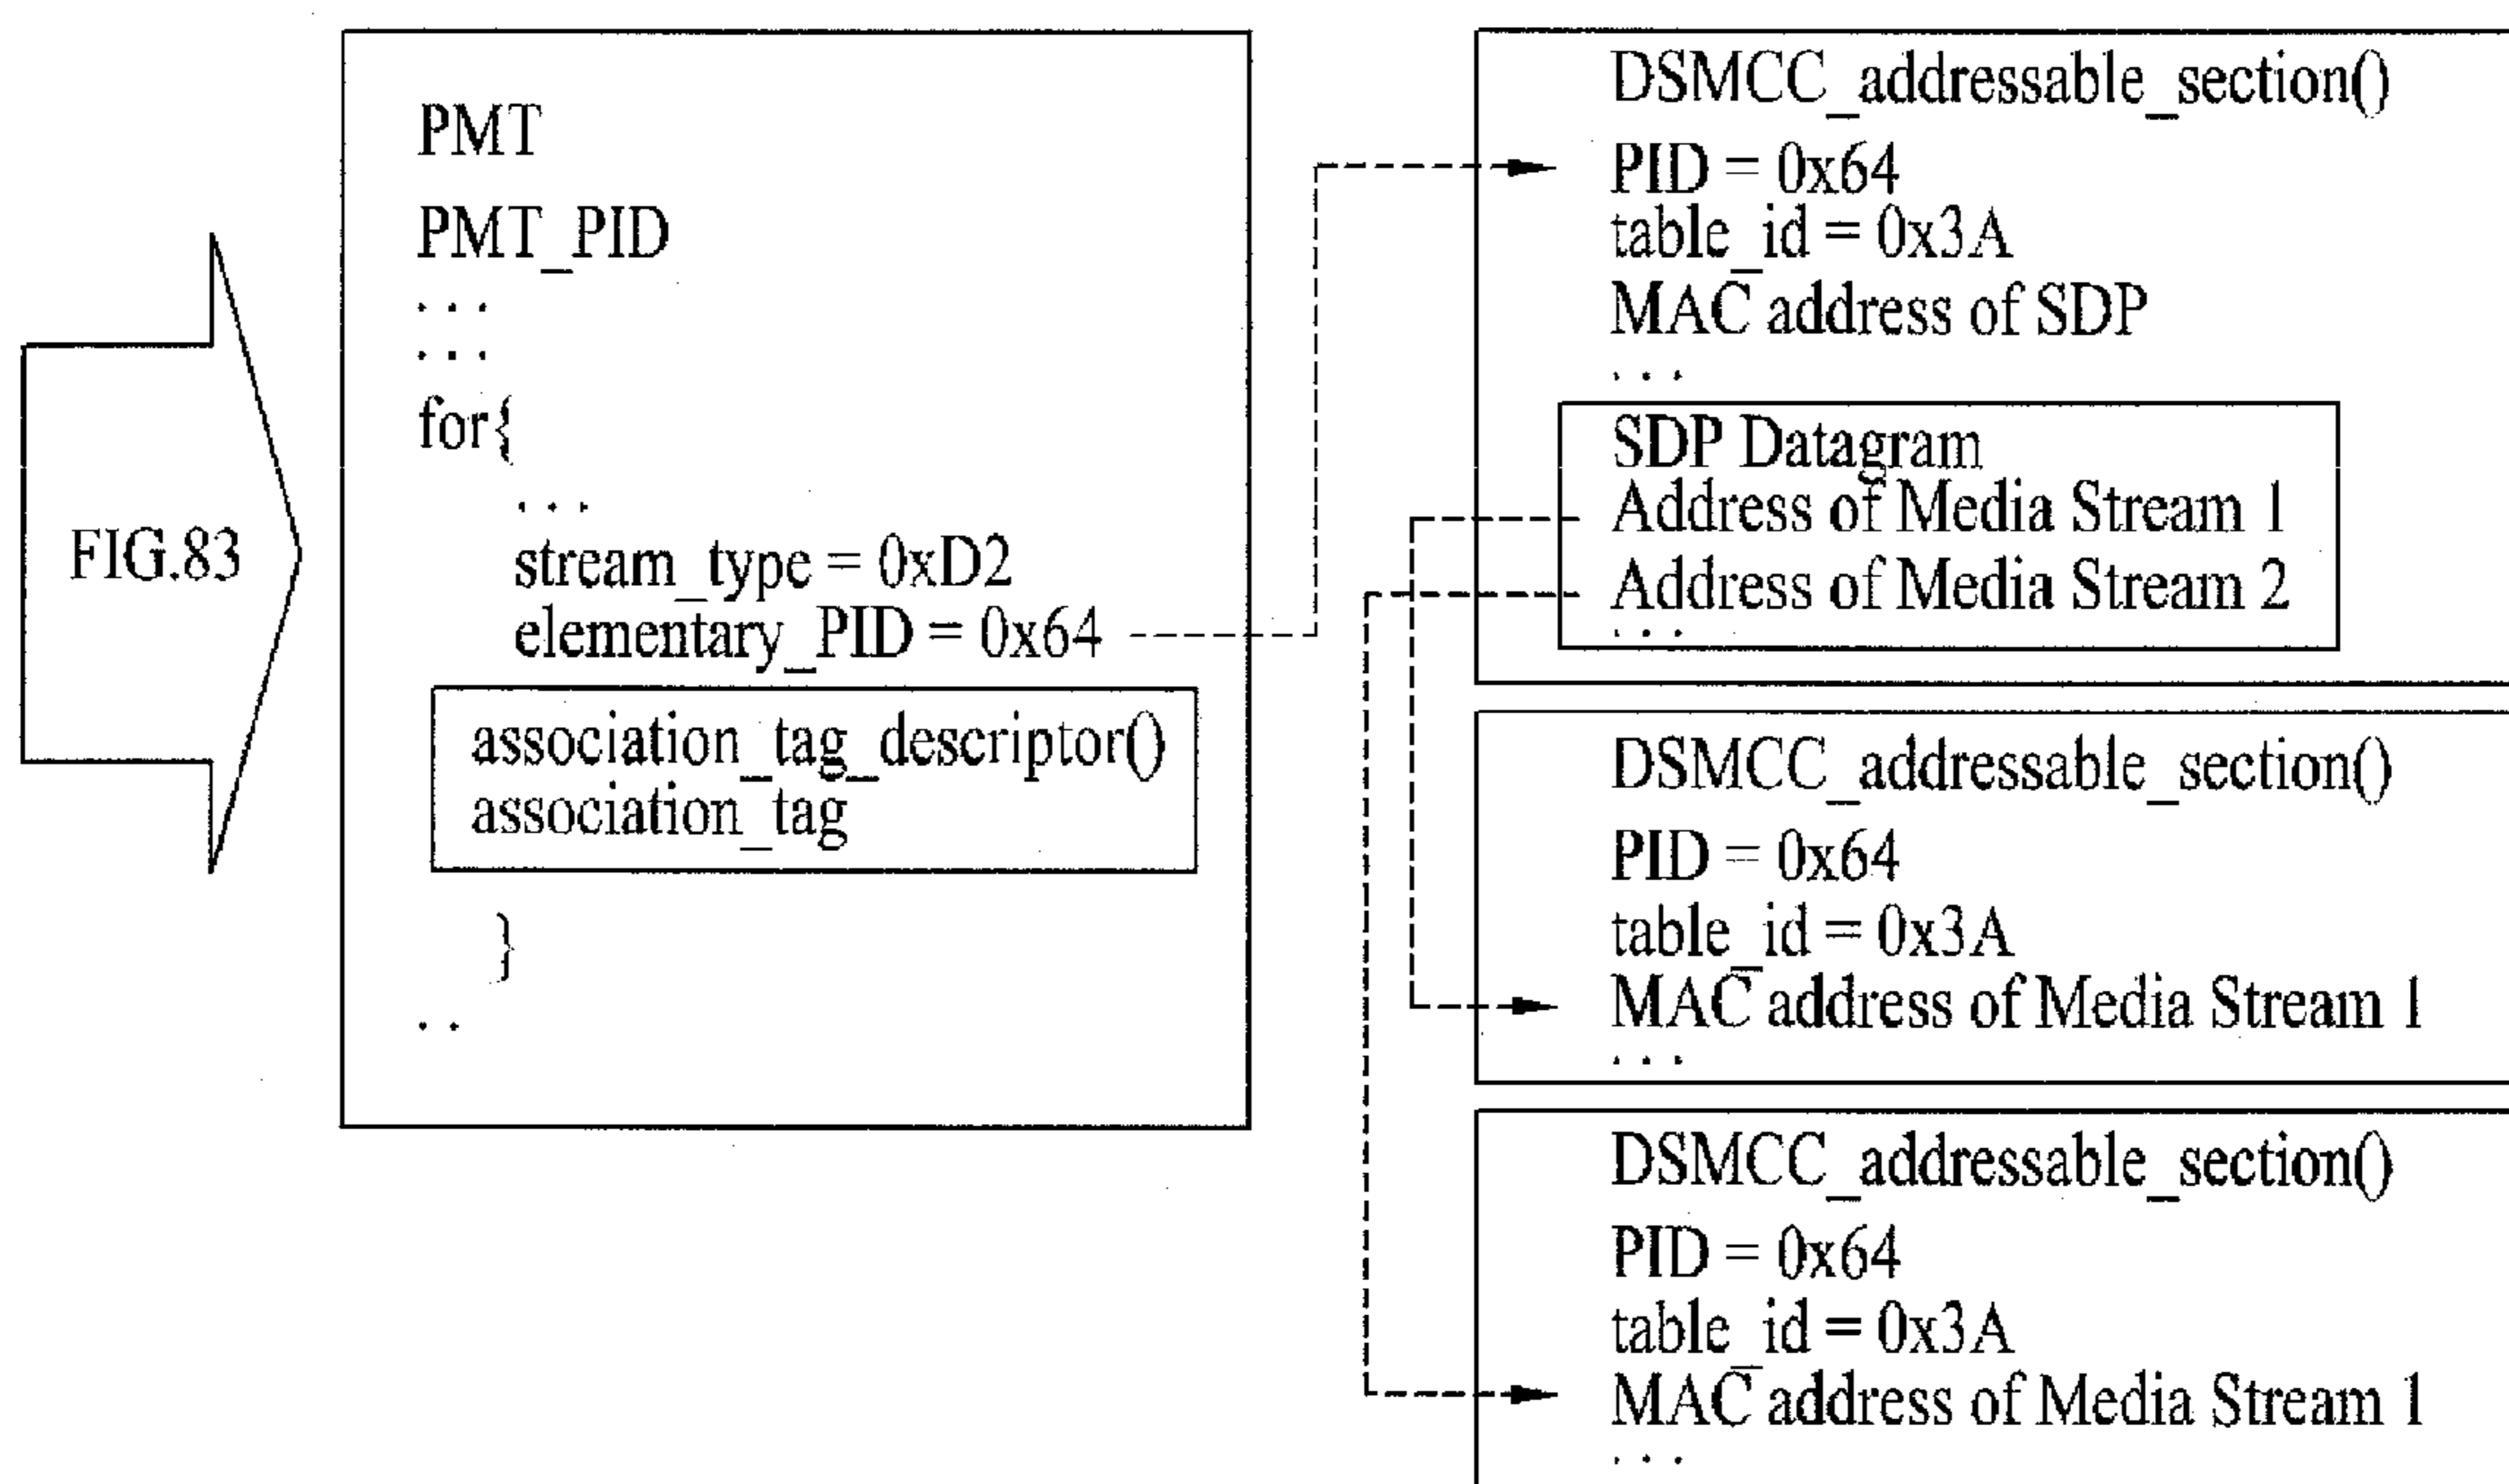 FIG.83
PMT
PMT_PID
. . .
. . .
for{
. . .
stream_type = 0xD2
elementary_PID = 0x64
association_tag_descriptor()
association_tag
}
. .
DSMCC_addressable_section()
PID = 0x64
table_id = 0x3A
MAC address of SDP
. . .
SDP Datagram
Address of Media Stream 1
Address of Media Stream 2
. . .
DSMCC_addressable_section()
PID = 0x64
table_id = 0x3A
MAC address of Media Stream 1
. . .
DSMCC_addressable_section()
PID = 0x64
table_id = 0x3A
MAC address of Media Stream 1
. . .